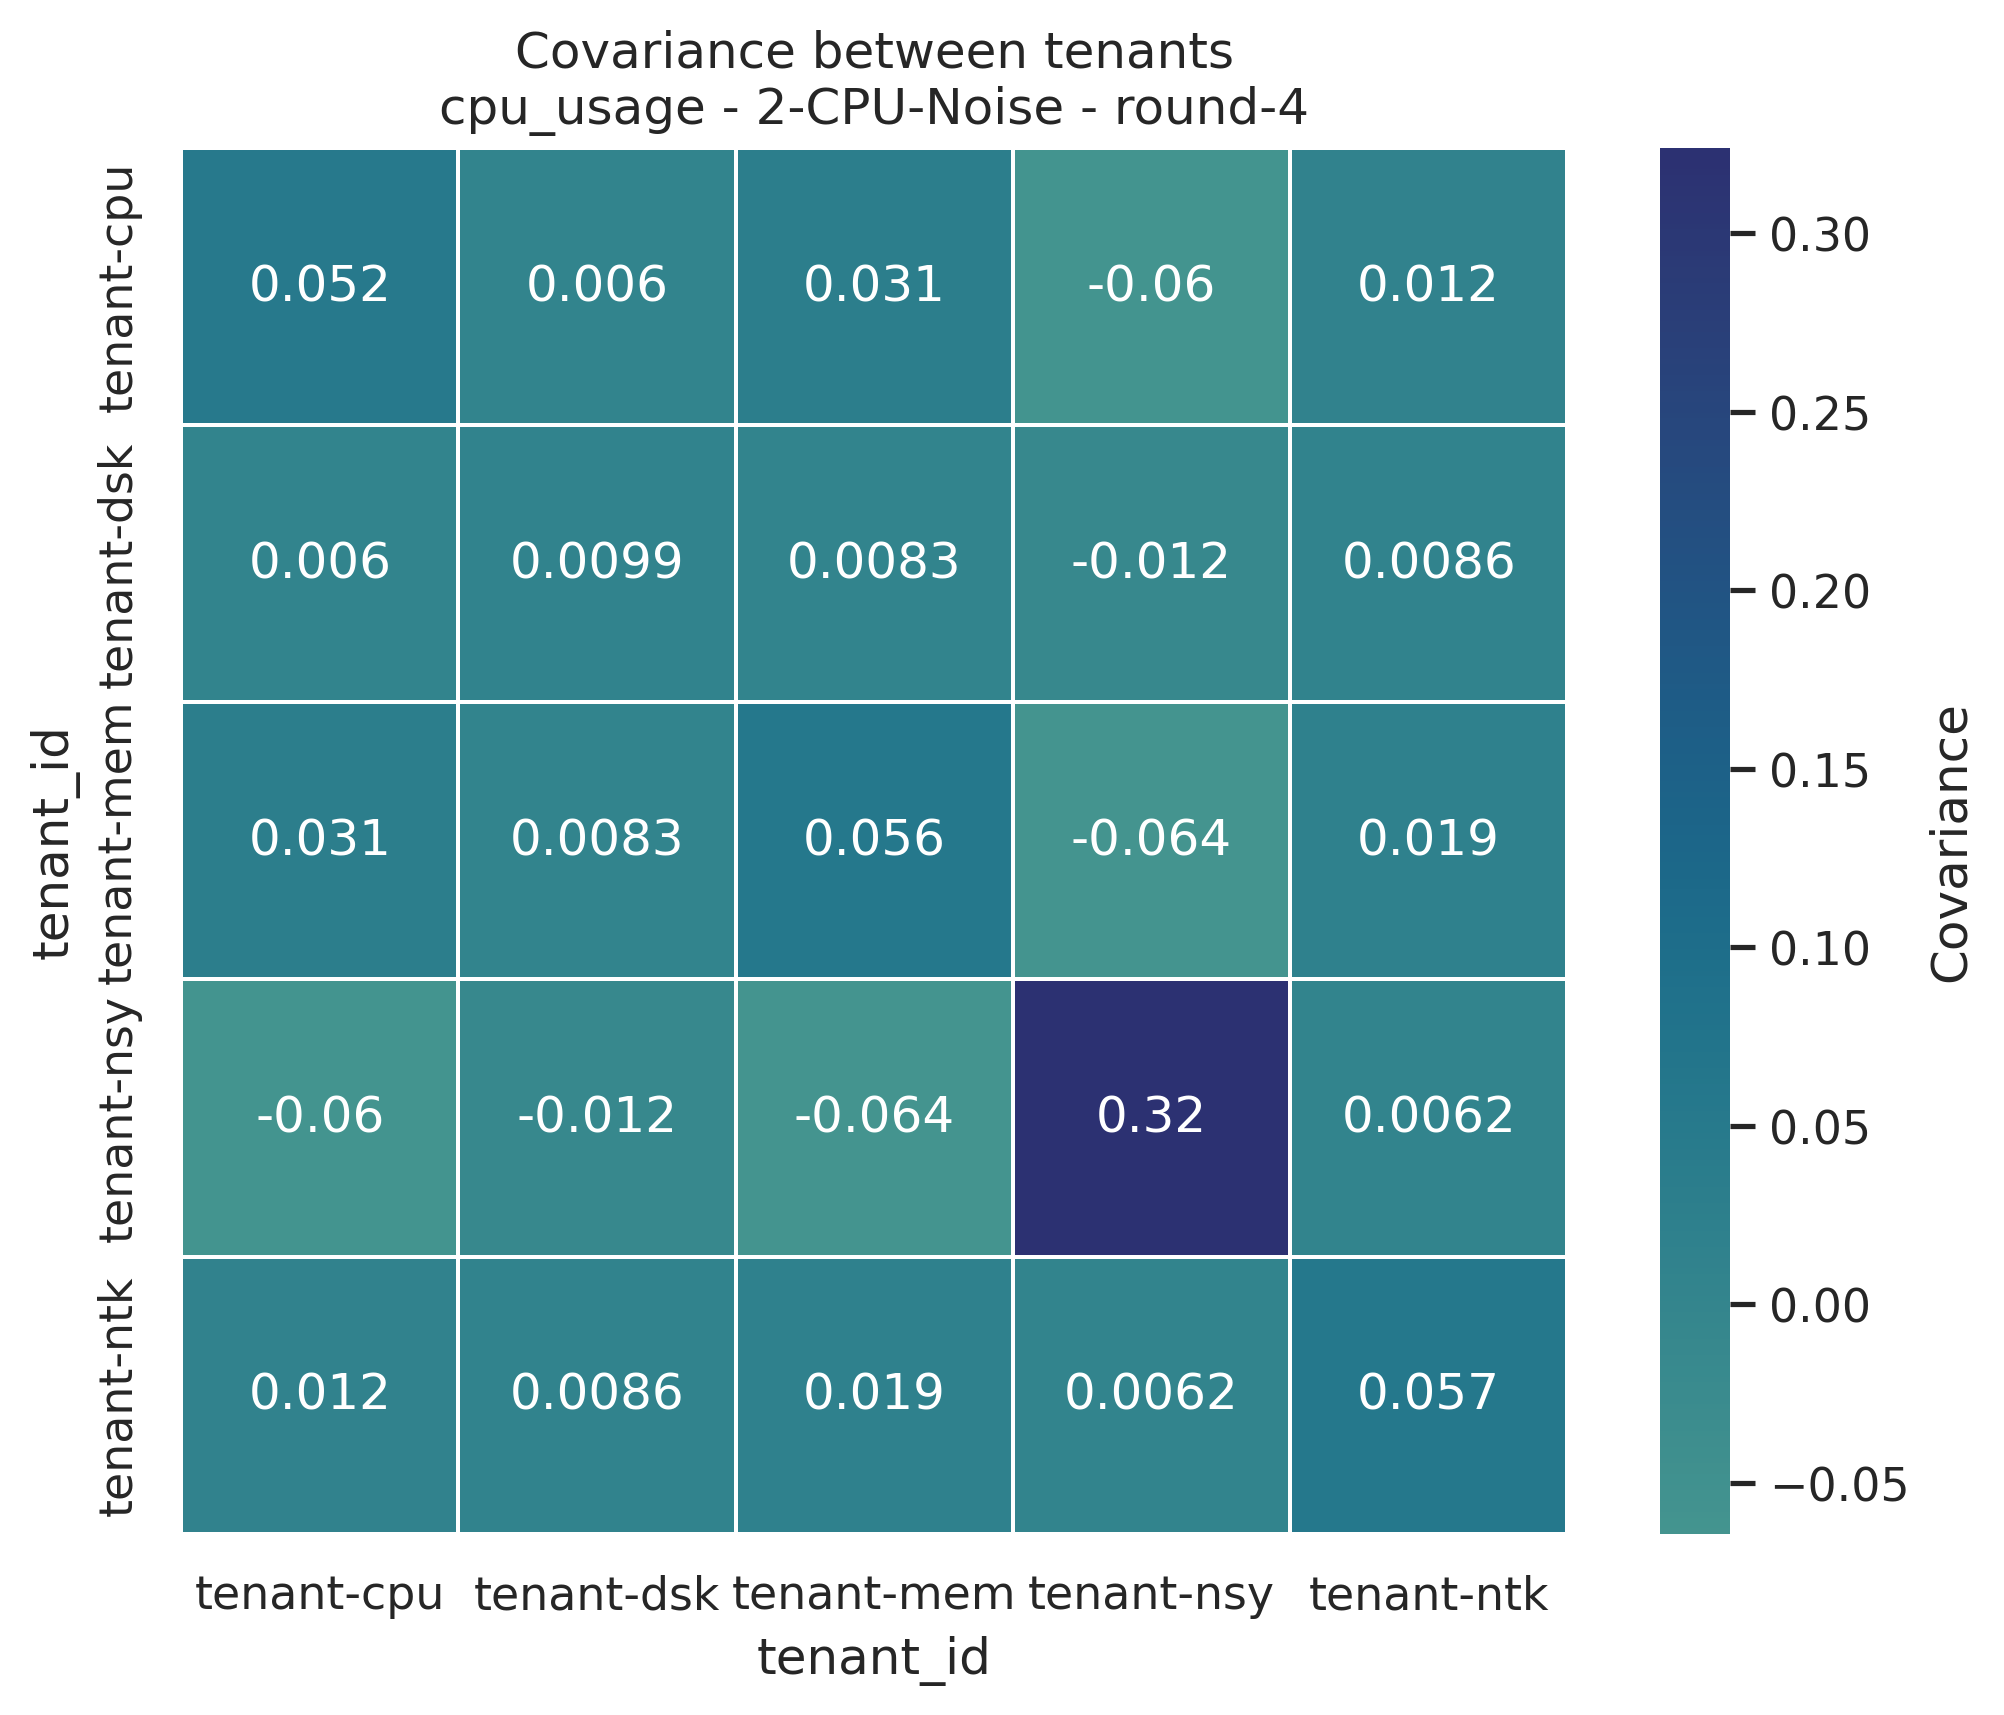 Covariance between tenants
cpu_usage - 2-CPU-Noise - round-4
tenant_id
tenant-cpu 0.052 0.006 0.031 -0.06 0.012
tenant-dsk 0.006 0.0099 0.0083 -0.012 0.0086
tenant-mem 0.031 0.0083 0.056 -0.064 0.019
tenant-nsy -0.06 -0.012 -0.064 0.32 0.0062
tenant-ntk 0.012 0.0086 0.019 0.0062 0.057
tenant-cpu tenant-dsk tenant-mem tenant-nsy tenant-ntk
tenant_id
0.30
0.25
0.20
0.15
0.10
0.05
0.00
−0.05
Covariance